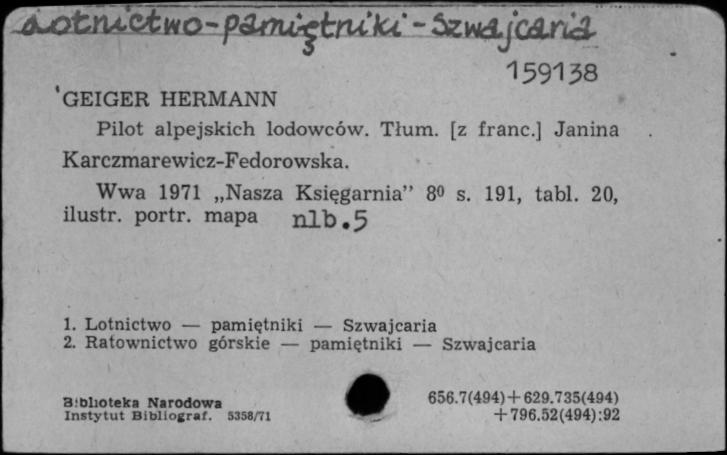 Lotnictwo-pamiętniki-Szwajcaria
159138
GEIGER HERMANN
Pilot alpejskich lodowców. Tłum. [z franc.] Janina
Karczmarewicz-Fedorowska.
Wwa 1971 „Nasza Księgarnia” 8⁰ s. 191, tabl. 20,
ilustr. portr. mapa nlb.5
1. Lotnictwo — pamiętniki — Szwajcaria
2. Ratownictwo górskie — pamiętniki — Szwajcaria
Biblioteka Narodowa 656.7(494)+629.735(494)
Instytut Bibliograf. 5358/71 +796.52(494):92